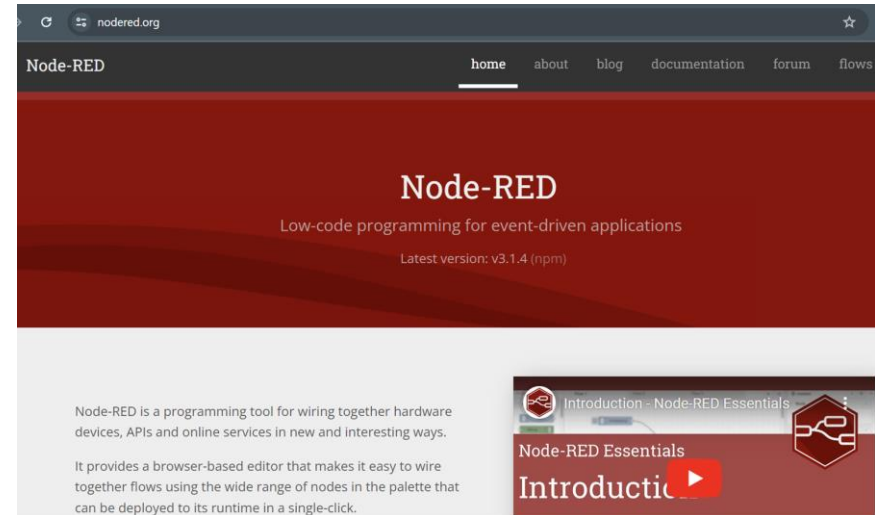 nodered.org
Node-RED
home about blog documentation forum flows
Node-RED
Low-code programming for event-driven applications
Latest version: v3.1.4 (npm)
Node-RED is a programming tool for wiring together hardware
devices, APIs and online services in new and interesting ways.
It provides a browser-based editor that makes it easy to wire
together flows using the wide range of nodes in the palette that
can be deployed to its runtime in a single-click.
Introduction - Node-RED Essentials
Node-RED Essentials